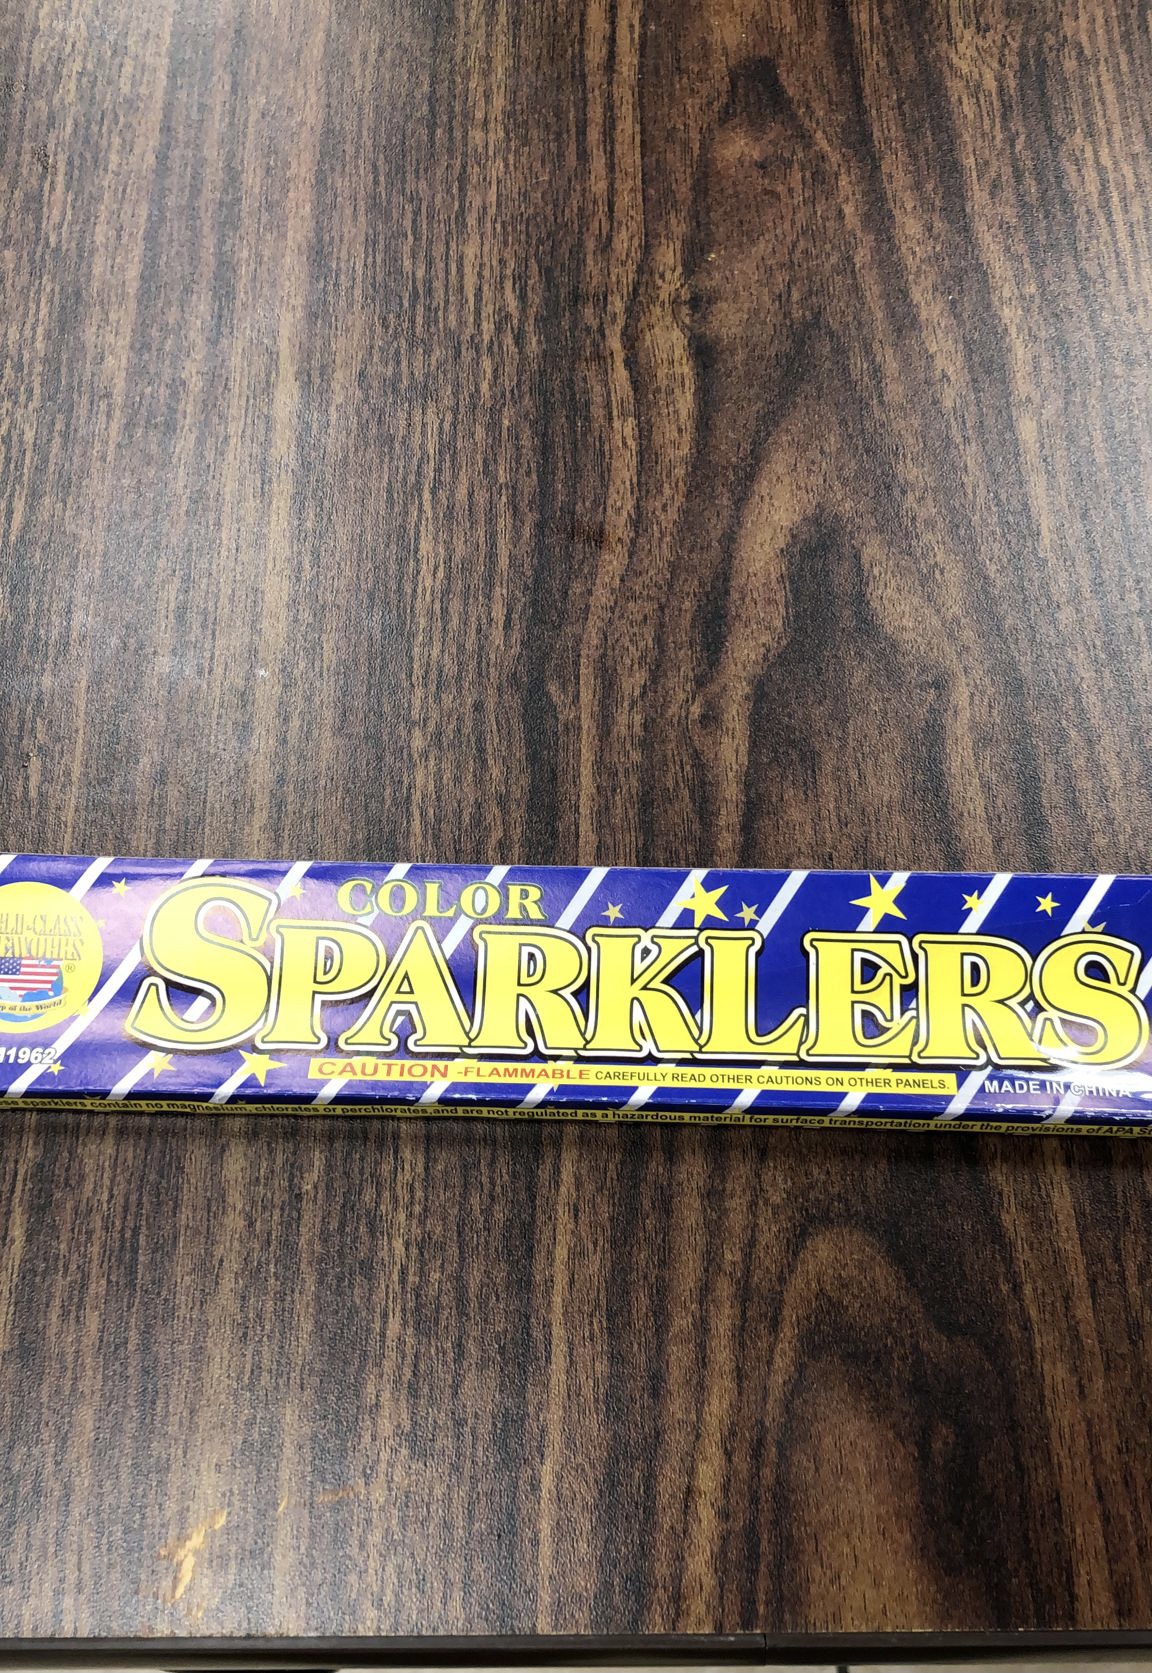 COLOR
SPARKLERS
CAUTION -FLAMMABLE CAREFULLY READ OTHER CAUTIONS ON OTHER PANELS.
MADE IN CHINA
1962
sparklers contain no magnesium, chlorates or perchlorates,and are not regulated as a hazardous material for surface transportation under the provisions of APA